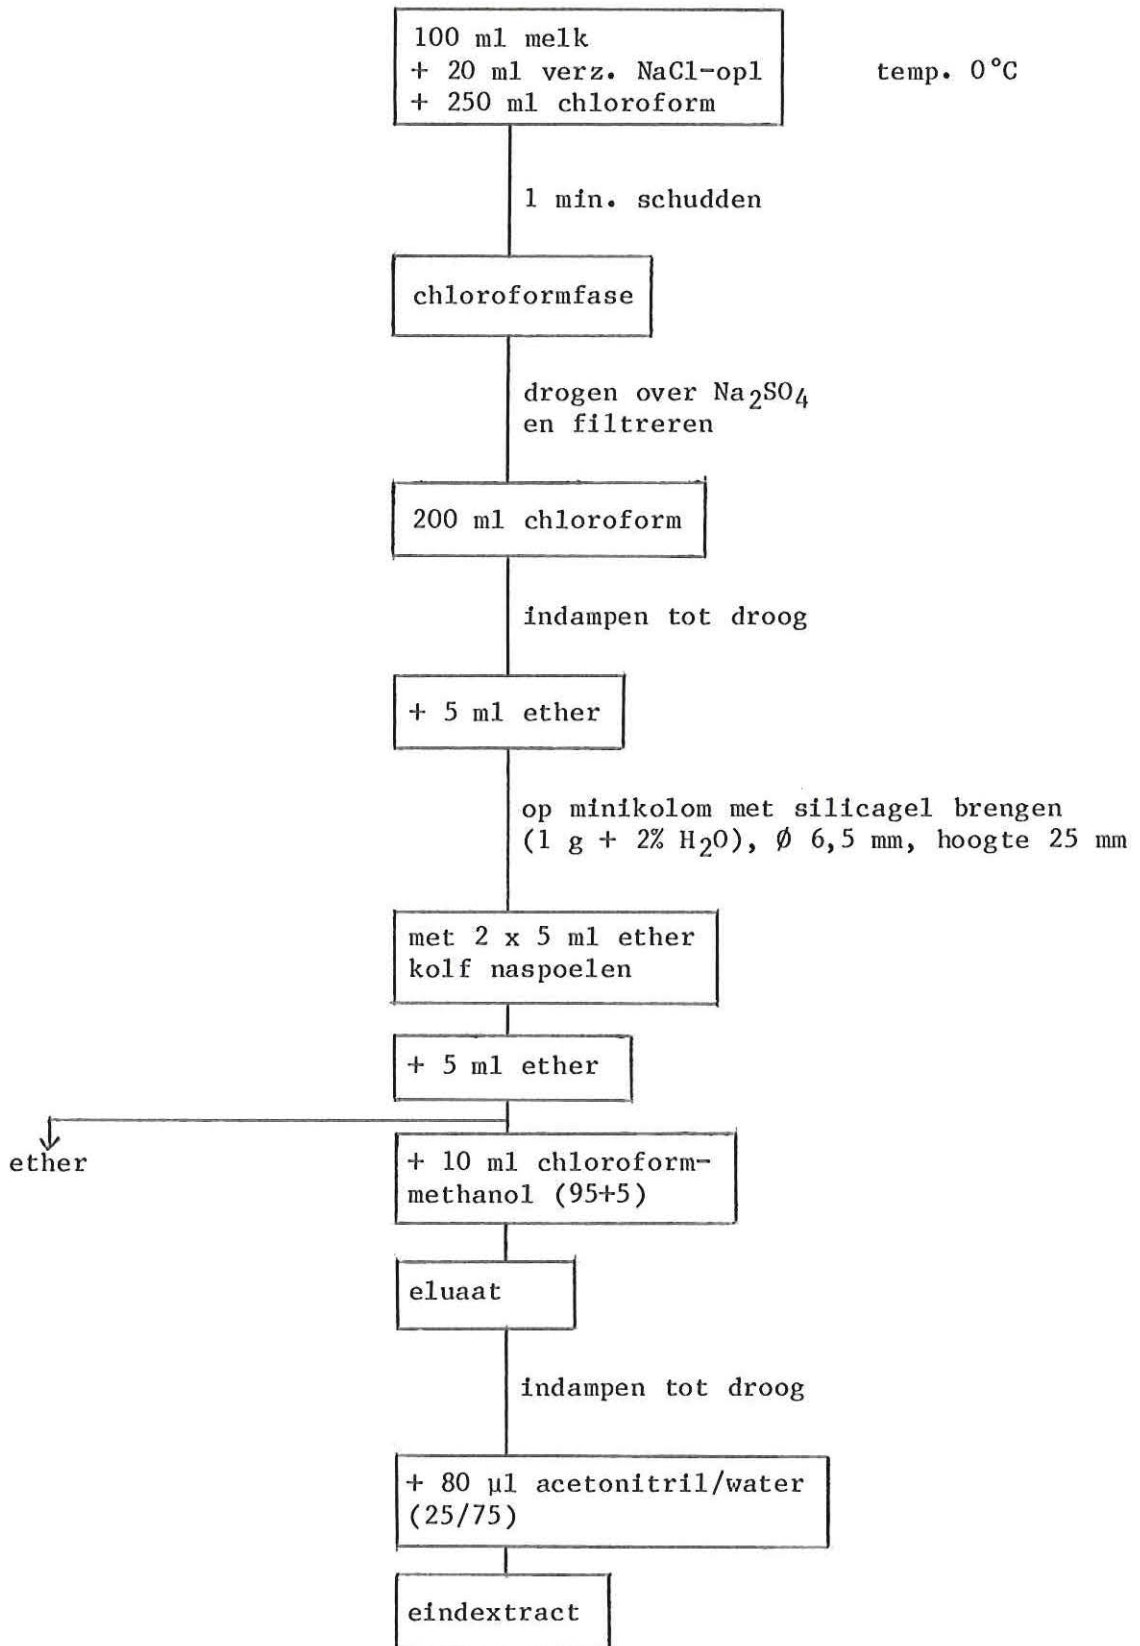 100 ml melk
+ 20 ml verz. NaCl-opl
+ 250 ml chloroform
temp. 0°C
1 min. schudden
chloroformfase
drogen over Na2SO4
en filtreren
200 ml chloroform
indampen tot droog
+ 5 ml ether
op minikolom met silicagel brengen
(1 g + 2% H2O), Ø 6,5 mm, hoogte 25 mm
met 2 x 5 ml ether
kolf naspoelen
+ 5 ml ether
ether
+ 10 ml chloroform-
methanol (95+5)
eluaat
indampen tot droog
+ 80 µl acetonitril/water
(25/75)
eindextract